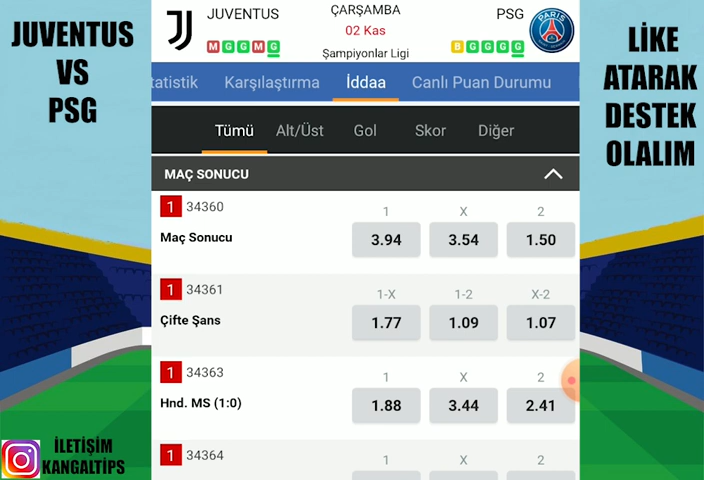 JUVENTUS
VS
PSG
JUVENTUS
M G G M G
ÇARŞAMBA
02 Kas
Şampiyonlar Ligi
PSG
B G G G G
PARIS
LİKE
ATARAK
DESTEK
OLALIM
tatistik Karşılaştırma İddaa Canlı Puan Durumu
Tümü Alt/Üst Gol Skor Diğer
MAÇ SONUCU
1 34360
Maç Sonucu
1 X 2
3.94 3.54 1.50
1 34361
Çifte Şans
1-X 1-2 X-2
1.77 1.09 1.07
1 34363
Hnd. MS (1:0)
1 X 2
1.88 3.44 2.41
1 34364
1 X 2
İLETİŞİM
KANGALTİPS